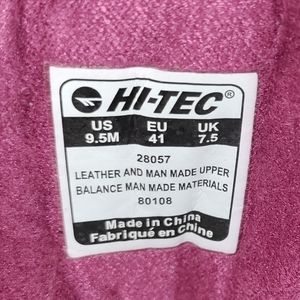 HI-TEC®
US EU UK
9.5M 41 7.5
28057
LEATHER AND MAN MADE UPPER
BALANCE MAN MADE MATERIALS
80108
Made in China
Fabriqué en Chine